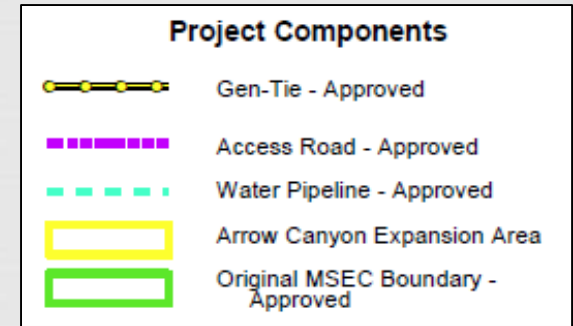 Project Components
Gen-Tie - Approved
Access Road - Approved
Water Pipeline - Approved
Arrow Canyon Expansion Area
Original MSEC Boundary -
Approved